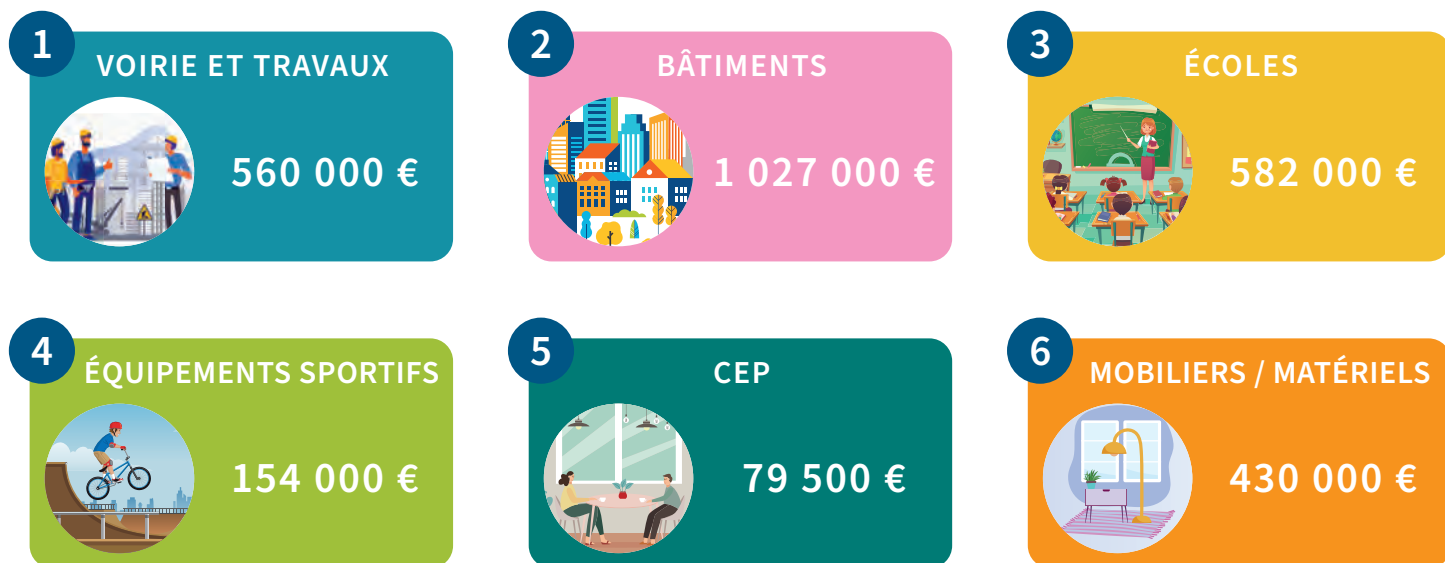 1
VOIRIE ET TRAVAUX
560 000 €
2
BÂTIMENTS
1 027 000 €
3
ÉCOLES
582 000 €
4
ÉQUIPEMENTS SPORTIFS
154 000 €
5
CEP
79 500 €
6
MOBILIERS / MATÉRIELS
430 000 €